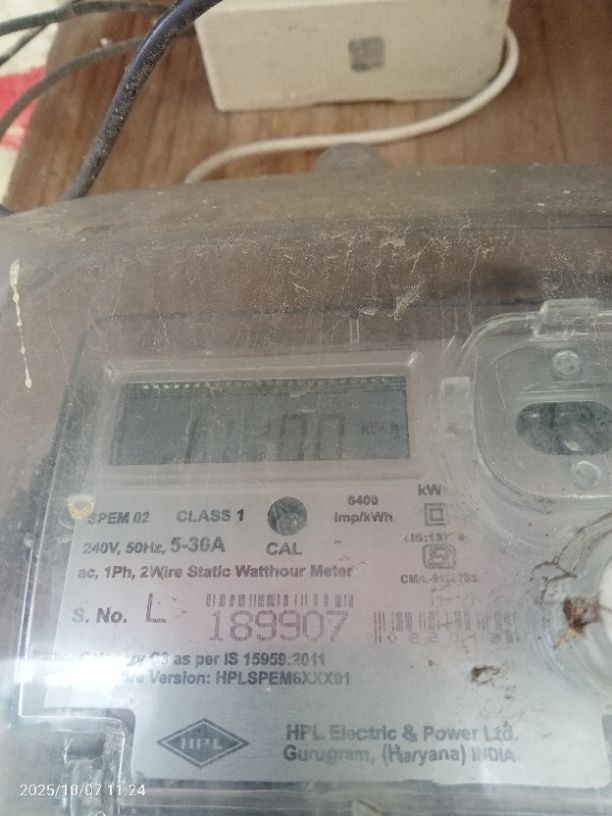 kW
SPEM 02 CLASS 1 6400 imp/kWh
240V, 50Hz, 5-30A CAL
ac, 1Ph, 2Wire Static Watthour Meter
S. No. L 189907
as per IS 15959:2011
Version: HPLSPEM6XXX01
HPL
HPL Electric & Power Ltd.
Gurugram, (Haryana) INDIA
2025/10/07 11:24